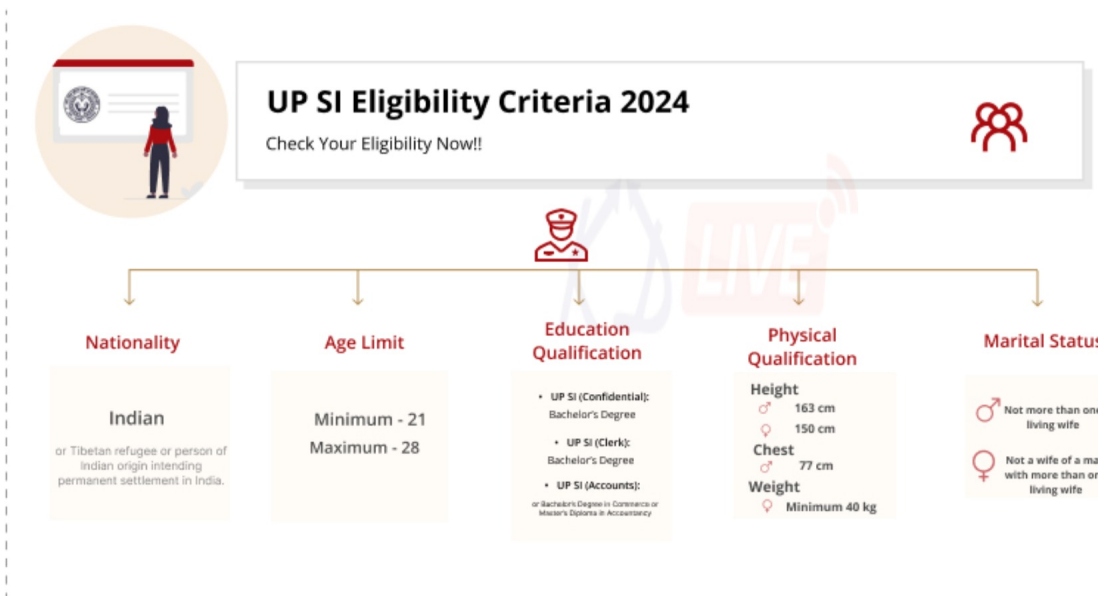 UP SI Eligibility Criteria 2024
Check Your Eligibility Now!!
LIVE
Nationality
Indian
or Tibetan refugee or person of
Indian origin intending
permanent settlement in India.
Age Limit
Minimum - 21
Maximum - 28
Education
Qualification
• UP SI (Confidential):
Bachelor's Degree
• UP SI (Clerk):
Bachelor's Degree
• UP SI (Accounts):
or Bachelor's Degree in Commerce or
Master's Diploma in Accountancy
Physical
Qualification
Height
♂ 163 cm
♀ 150 cm
Chest
♂ 77 cm
Weight
♀ Minimum 40 kg
Marital Status
♂ Not more than one
living wife
♀ Not a wife of a ma
with more than on
living wife